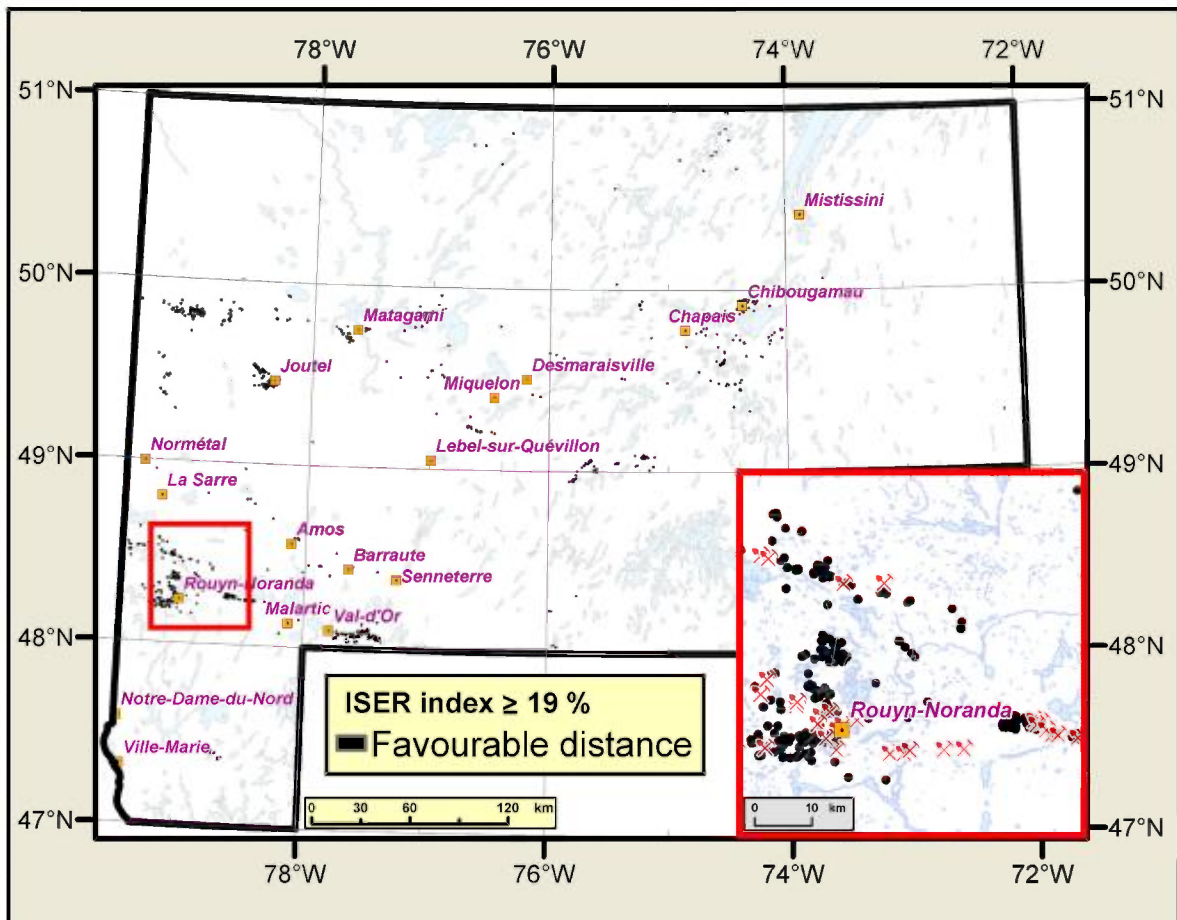 78°W 76°W 74°W 72°W
51°N 51°N
Mistissini
50°N 50°N
Chibougamau
Matagami Chapais
Joutel Desmaraisville
Miquelon
Normétal Lebel-sur-Quévillon
49°N 49°N
La Sarre
Amos
Barraute
Rouyn-Noranda Senneterre
Malartic Val-d'Or
48°N 48°N
Notre-Dame-du-Nord ISER index ≥ 19 %
Rouyn-Noranda
Ville-Marie Favourable distance
0 30 60 120 km 0 10 km
47°N 47°N
78°W 76°W 74°W 72°W